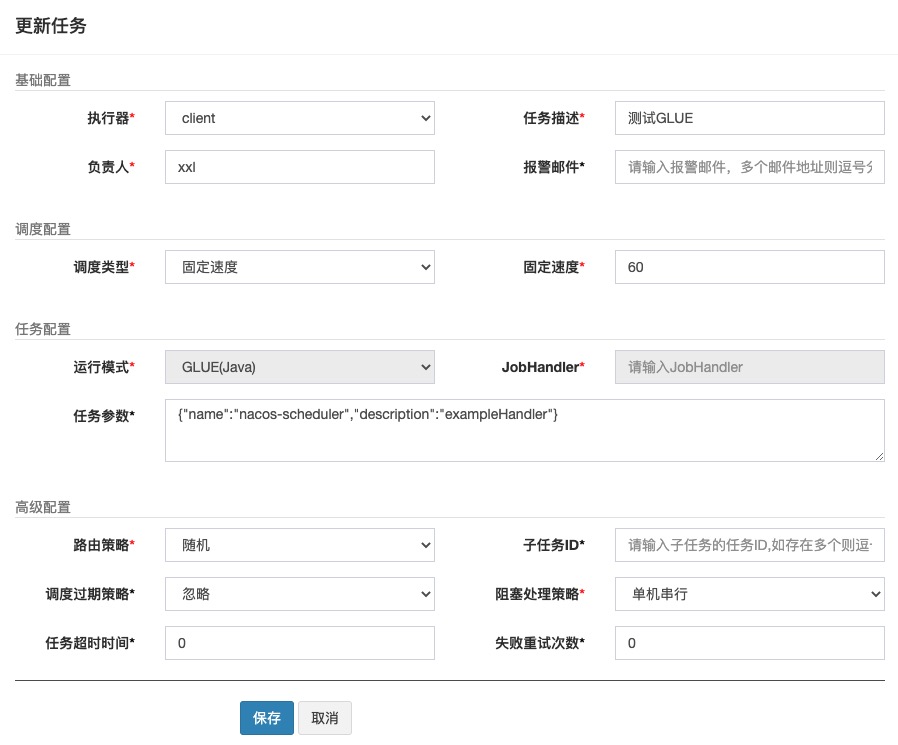 更新任务
基础配置
执行器* client 任务描述* 测试GLUE
负责人* xxl 报警邮件* 请输入报警邮件，多个邮件地址则逗号分
调度配置
调度类型* 固定速度 固定速度* 60
任务配置
运行模式* GLUE(Java) JobHandler* 请输入JobHandler
任务参数* {"name":"nacos-scheduler","description":"exampleHandler"}
高级配置
路由策略* 随机 子任务ID* 请输入子任务的任务ID,如存在多个则逗
调度过期策略* 忽略 阻塞处理策略* 单机串行
任务超时时间* 0 失败重试次数* 0
保存 取消